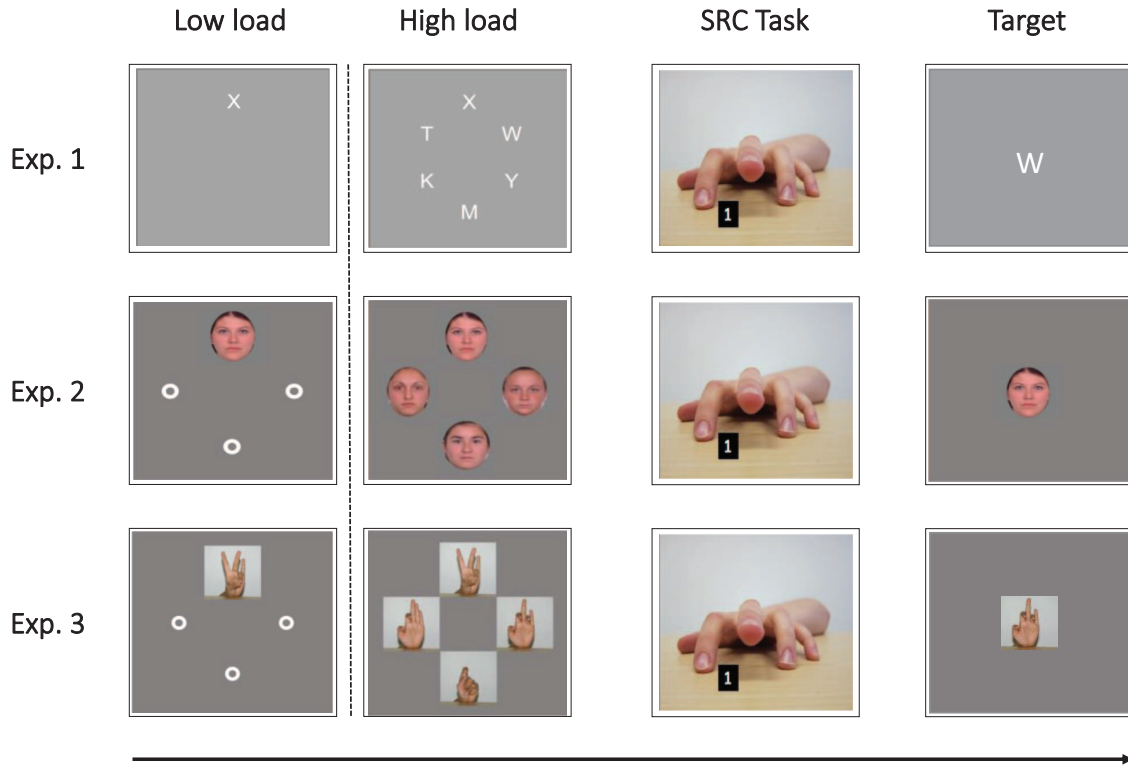 Low load High load SRC Task Target
Exp. 1
X
X
T W
K Y
M
1
W
Exp. 2
1
Exp. 3
1